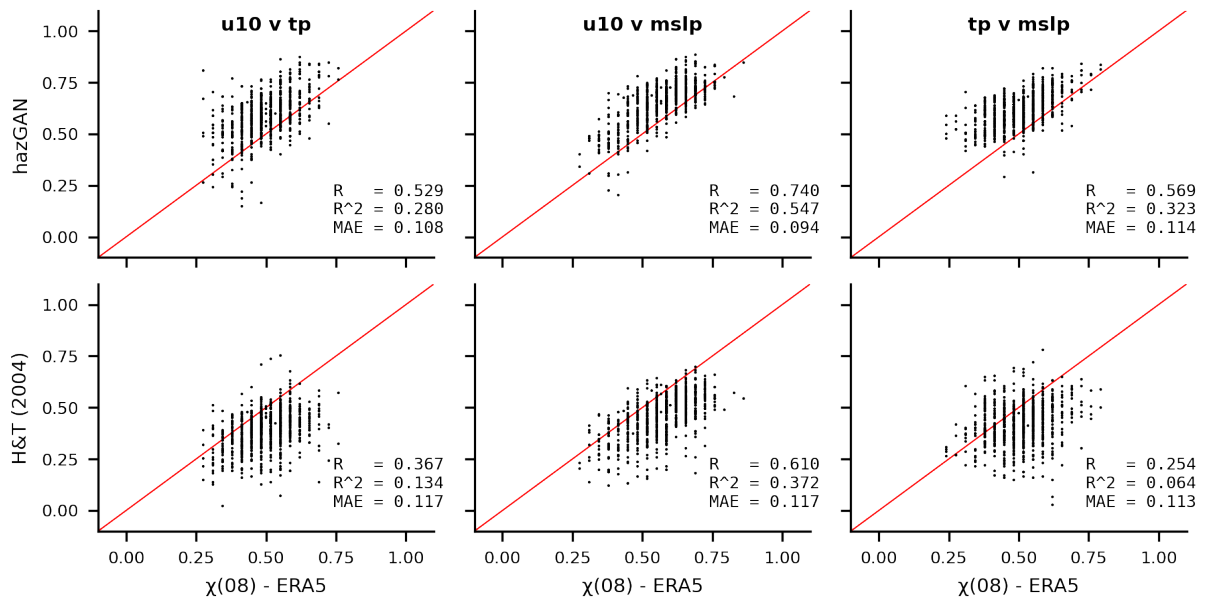 u10 v tp
u10 v mslp
tp v mslp
hazGAN
1.00
0.75
0.50
0.25
0.00
R = 0.529
R^2 = 0.280
MAE = 0.108
R = 0.740
R^2 = 0.547
MAE = 0.094
R = 0.569
R^2 = 0.323
MAE = 0.114
H&T (2004)
1.00
0.75
0.50
0.25
0.00
R = 0.367
R^2 = 0.134
MAE = 0.117
R = 0.610
R^2 = 0.372
MAE = 0.117
R = 0.254
R^2 = 0.064
MAE = 0.113
0.00 0.25 0.50 0.75 1.00
0.00 0.25 0.50 0.75 1.00
0.00 0.25 0.50 0.75 1.00
χ(08) - ERA5
χ(08) - ERA5
χ(08) - ERA5